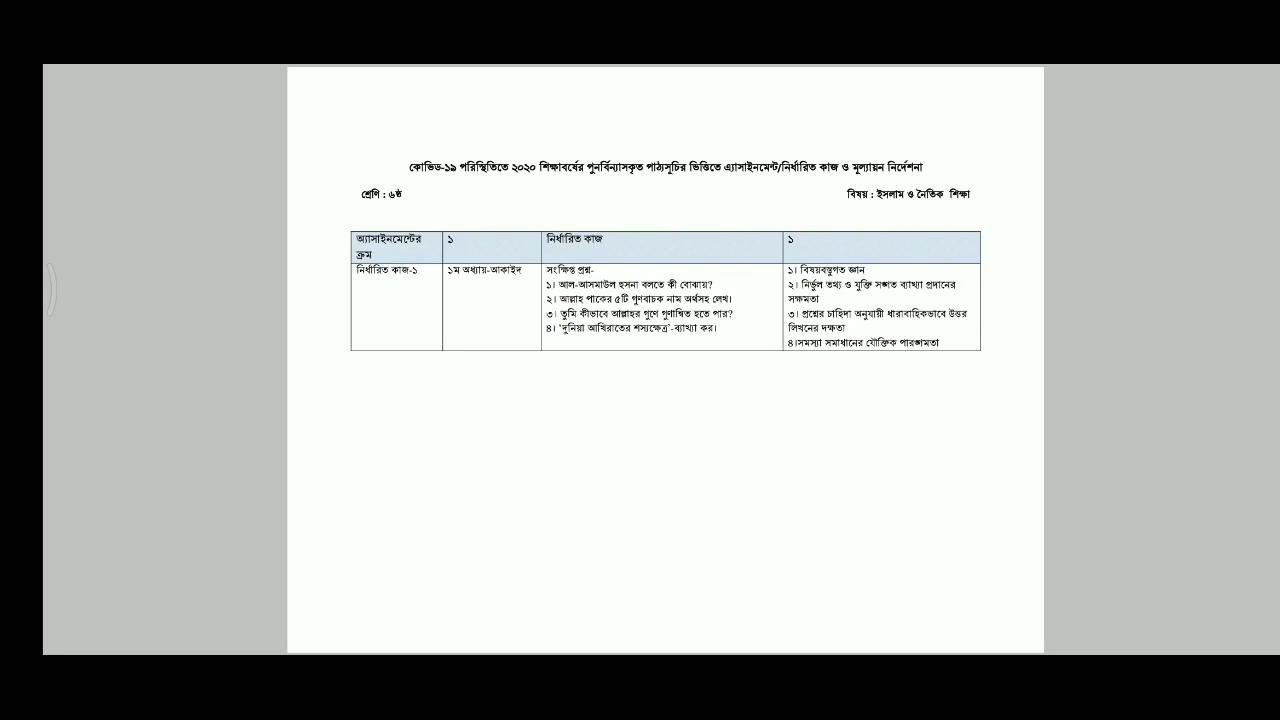 কোভিড-১৯ পরিস্থিতিতে ২০২০ শিক্ষাবর্ষের পুনর্বিন্যাসকৃত পাঠ্যসূচির ভিত্তিতে এ্যাসাইনমেন্ট/নির্ধারিত কাজ ও মূল্যায়ন নির্দেশনা
শ্রেণি : ৬ষ্ঠ
বিষয় : ইসলাম ও নৈতিক শিক্ষা
অ্যাসাইনমেন্টের
ক্রম
১
নির্ধারিত কাজ
১
নির্ধারিত কাজ-১
১ম অধ্যায়-আকাইদ
সংক্ষিপ্ত প্রশ্ন-
১। আল-আসমাউল হুসনা বলতে কী বোঝায়?
২। আল্লাহ পাকের ৫টি গুণবাচক নাম অর্থসহ লেখ।
৩। তুমি কীভাবে আল্লাহর গুণে গুণান্বিত হতে পার?
৪। 'দুনিয়া আখিরাতের শস্যক্ষেত্র'-ব্যাখ্যা কর।
১। বিষয়বস্তুগত জ্ঞান
২। নির্ভুল তথ্য ও যুক্তি সঙ্গত ব্যাখ্যা প্রদানের
সক্ষমতা
৩। প্রশ্নের চাহিদা অনুযায়ী ধারাবাহিকভাবে উত্তর
লিখনের দক্ষতা
৪।সমস্যা সমাধানের যৌক্তিক পারঙ্গমতা